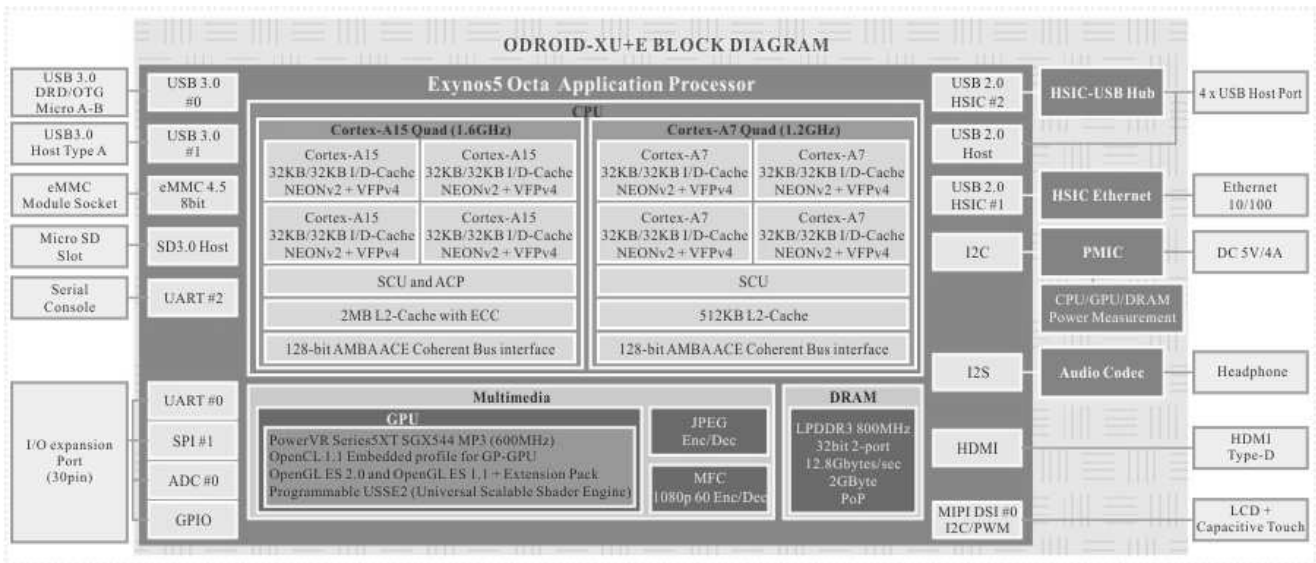 ODROID-XU+E BLOCK DIAGRAM
USB 3.0
DRD/OTG
Micro A-B
USB3.0
Host Type A
eMMC
Module Socket
Micro SD
Slot
Serial
Console
I/O expansion
Port
(30pin)
USB 3.0
#0
USB 3.0
#1
eMMC 4.5
8bit
SD3.0 Host
UART #2
UART #0
SPI #1
ADC #0
GPIO
Exynos5 Octa Application Processor
CPU
Cortex-A15 Quad (1.6GHz)
Cortex-A15
32KB/32KB I/D-Cache
NEONv2 + VFPv4
Cortex-A15
32KB/32KB I/D-Cache
NEONv2 + VFPv4
Cortex-A15
32KB/32KB I/D-Cache
NEONv2 + VFPv4
Cortex-A15
32KB/32KB I/D-Cache
NEONv2 + VFPv4
SCU and ACP
2MB L2-Cache with ECC
128-bit AMBA ACE Coherent Bus interface
Cortex-A7 Quad (1.2GHz)
Cortex-A7
32KB/32KB I/D-Cache
NEONv2 + VFPv4
Cortex-A7
32KB/32KB I/D-Cache
NEONv2 + VFPv4
Cortex-A7
32KB/32KB I/D-Cache
NEONv2 + VFPv4
Cortex-A7
32KB/32KB I/D-Cache
NEONv2 + VFPv4
SCU
512KB L2-Cache
128-bit AMBA ACE Coherent Bus interface
Multimedia
GPU
PowerVR Series5XT SGX544 MP3 (600MHz)
OpenCL 1.1 Embedded profile for GP-GPU
OpenGL ES 2.0 and OpenGL ES 1.1 + Extension Pack
Programmable USSE2 (Universal Scalable Shader Engine)
JPEG
Enc/Dec
MFC
1080p 60 Enc/Dec
DRAM
LPDDR3 800MHz
32bit 2-port
12.8Gbytes/sec
2GByte
PoP
USB 2.0
HSIC #2
USB 2.0
Host
USB 2.0
HSIC #1
I2C
I2S
HDMI
MIPI DSI #0
I2C/PWM
HSIC-USB Hub
HSIC Ethernet
PMIC
CPU/GPU/DRAM
Power Measurement
Audio Codec
4 x USB Host Port
Ethernet
10/100
DC 5V/4A
Headphone
HDMI
Type-D
LCD +
Capacitive Touch